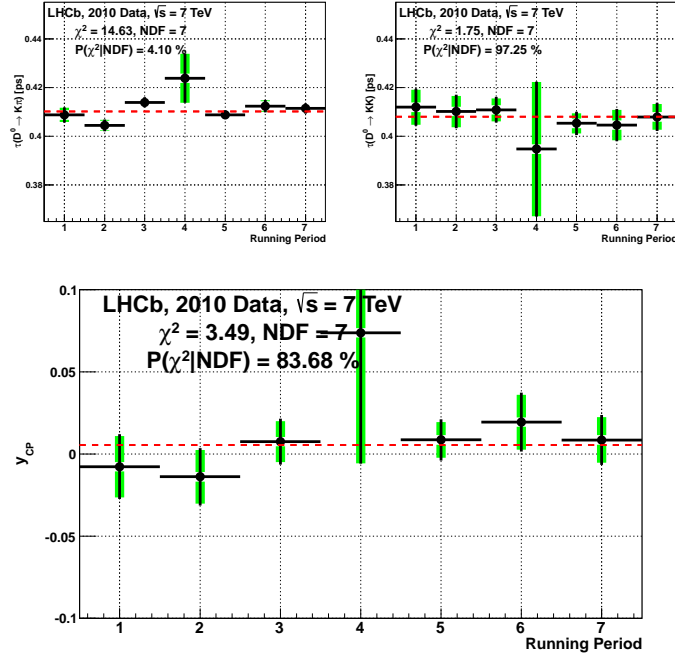 LHCb, 2010 Data, √s = 7 TeV
χ² = 14.63, NDF = 7
P(χ²|NDF) = 4.10 %
τ(D⁰ → Kπ) [ps]
0.44
0.42
0.4
0.38
1 2 3 4 5 6 7
Running Period
LHCb, 2010 Data, √s = 7 TeV
χ² = 1.75, NDF = 7
P(χ²|NDF) = 97.25 %
τ(D⁰ → KK) [ps]
0.44
0.42
0.4
0.38
1 2 3 4 5 6 7
Running Period
LHCb, 2010 Data, √s = 7 TeV
χ² = 3.49, NDF = 7
P(χ²|NDF) = 83.68 %
y_CP
0.1
0.05
0
-0.05
-0.1
1 2 3 4 5 6 7
Running Period